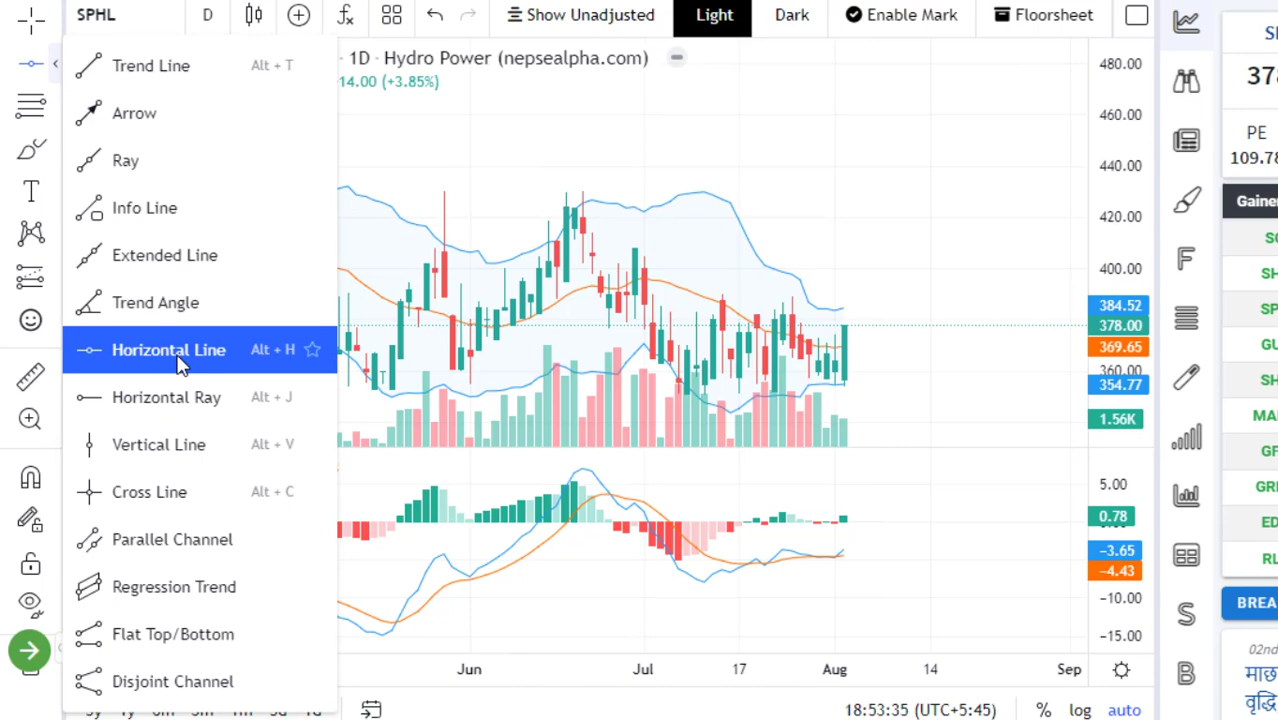 SPHL D Show Unadjusted Light Dark Enable Mark Floorsheet
Trend Line Alt + T
Arrow
Ray
Info Line
Extended Line
Trend Angle
Horizontal Line Alt + H
Horizontal Ray Alt + J
Vertical Line Alt + V
Cross Line Alt + C
Parallel Channel
Regression Trend
Flat Top/Bottom
Disjoint Channel
· 1D · Hydro Power (nepsealpha.com)
14.00 (+3.85%)
480.00
460.00
440.00
420.00
400.00
384.52
378.00
369.65
360.00
354.77
1.56K
5.00
0.78
−3.65
−4.43
−10.00
−15.00
Jun Jul 17 Aug 14 Sep
18:53:35 (UTC+5:45) % log auto
PE
109.78
Gainer
BREA
02nd